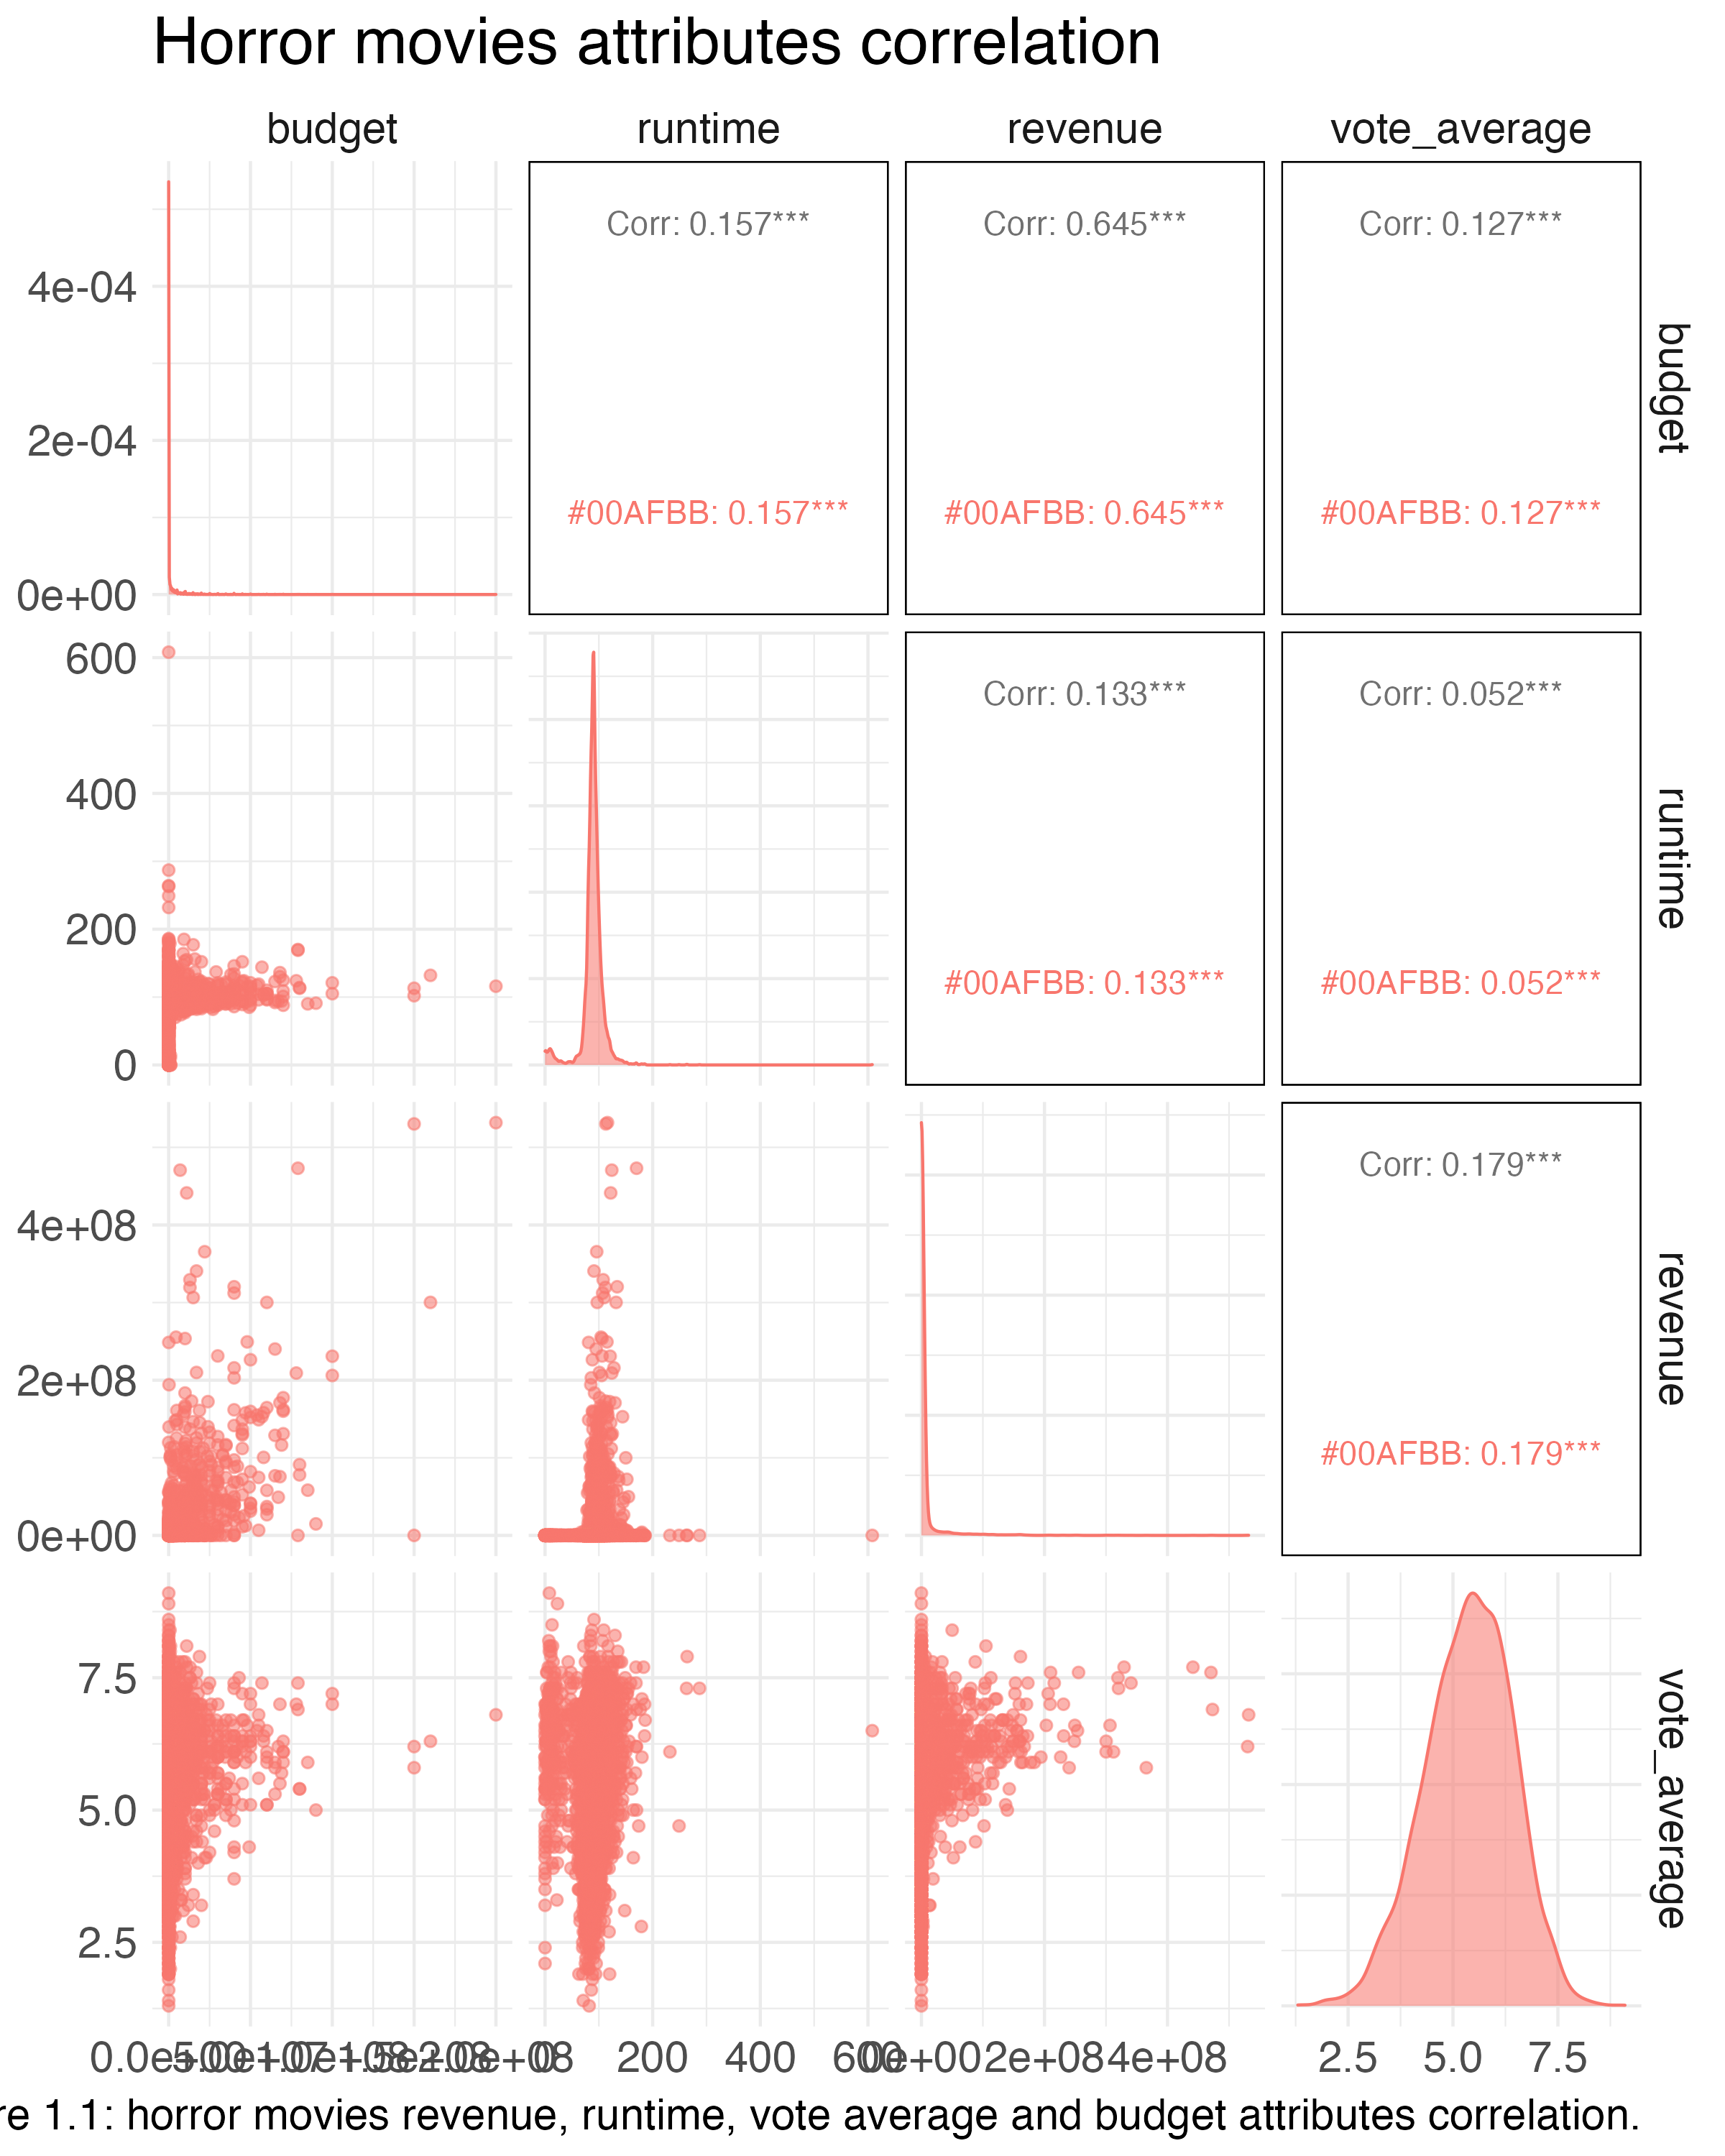 Horror movies attributes correlation
budget runtime revenue vote_average
Corr: 0.157*** Corr: 0.645*** Corr: 0.127***
4e-04
budget
2e-04
#00AFBB: 0.157*** #00AFBB: 0.645*** #00AFBB: 0.127***
0e+00
600
Corr: 0.133*** Corr: 0.052***
400
runtime
200
#00AFBB: 0.133*** #00AFBB: 0.052***
0
Corr: 0.179***
4e+08
revenue
2e+08
#00AFBB: 0.179***
0e+00
7.5
vote_average
5.0
2.5
200 400 2e+08 4e+08 2.5 5.0 7.5
1.1: horror movies revenue, runtime, vote average and budget attributes correlation.